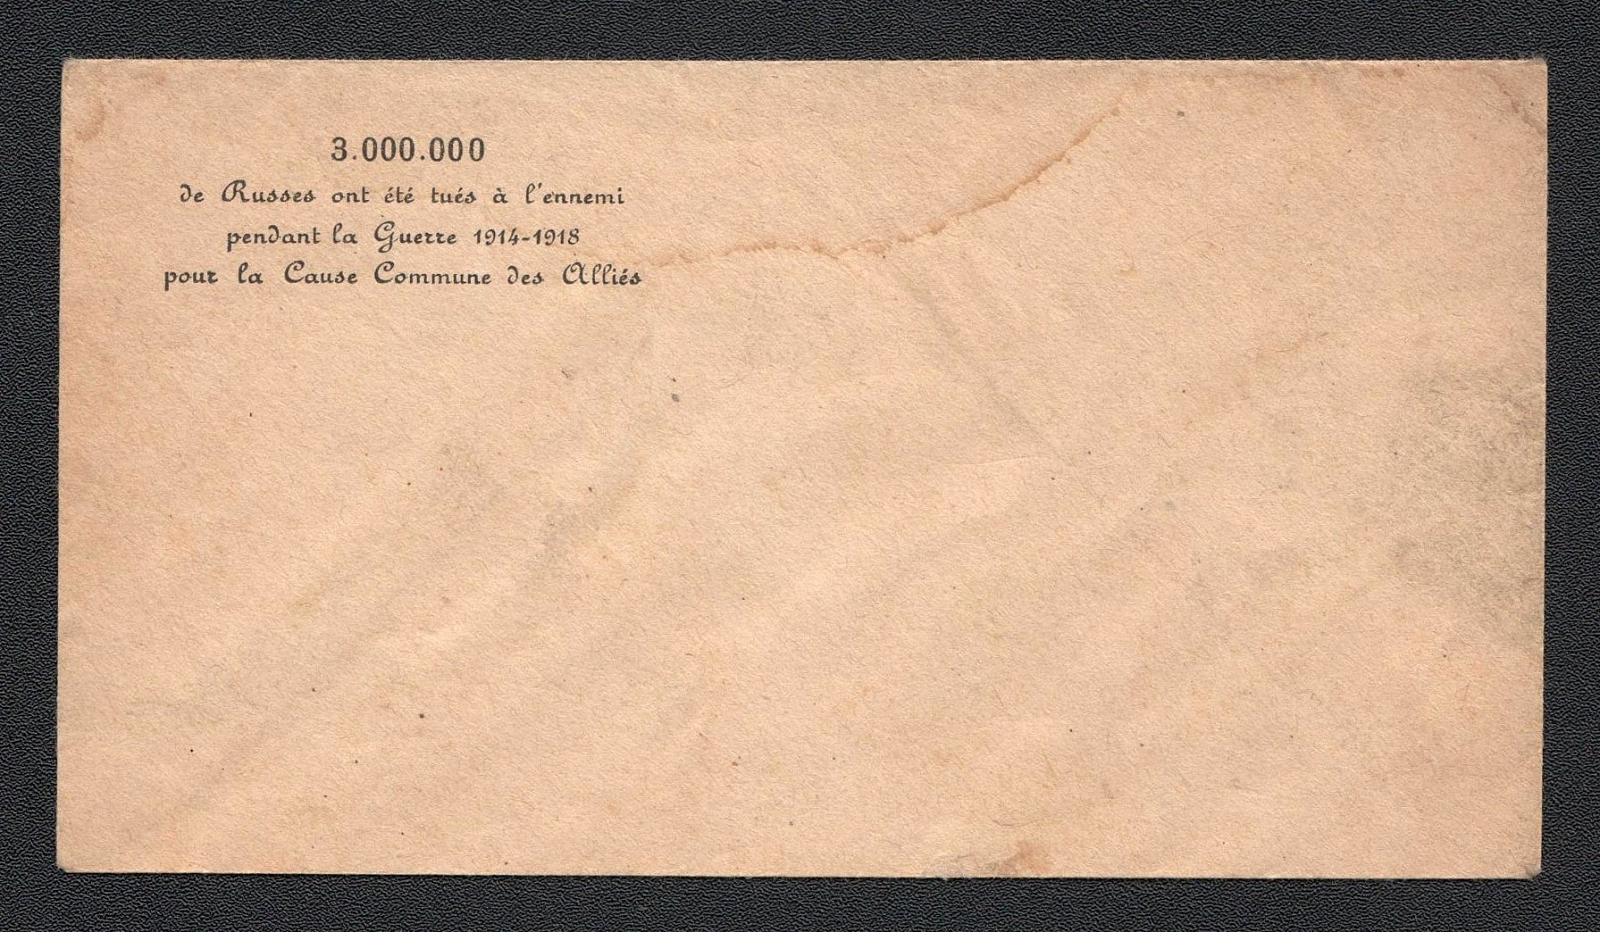 3.000.000
de Russes ont été tués à l'ennemi
pendant la Guerre 1914-1918
pour la Cause Commune des Alliés